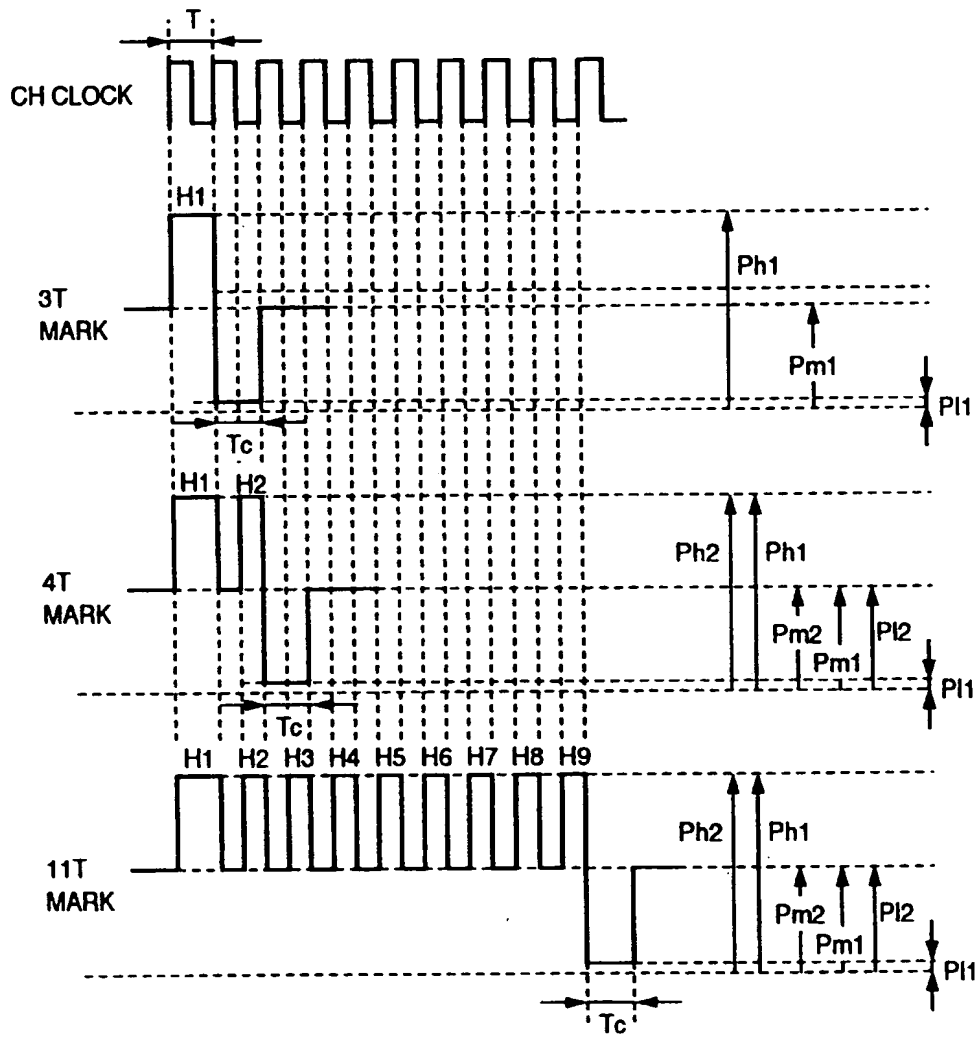 T
CH CLOCK
H1
3T
MARK
Ph1
Pm1
Pl1
Tc
H1 H2
4T
MARK
Ph2 Ph1
Pm2 Pm1 Pl2
Pl1
Tc
H1 H2 H3 H4 H5 H6 H7 H8 H9
11T
MARK
Ph2 Ph1
Pm2 Pm1 Pl2
Pl1
Tc